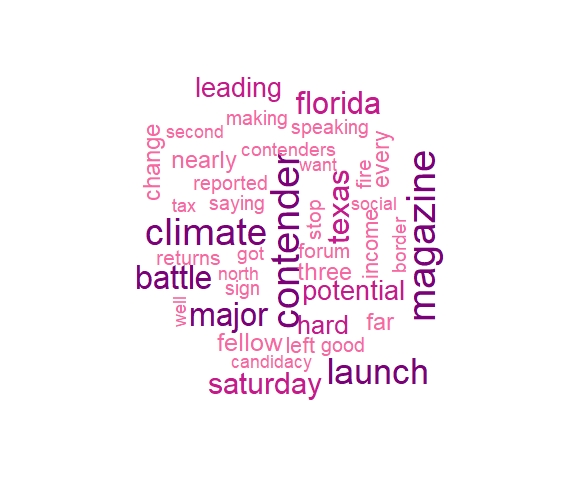 leading
florida
making
second
speaking
change
nearly
contenders
want
fire
every
reported
contender
texas
magazine
tax
saying
stop
social
climate
income
border
returns
got
forum
battle
north
three
sign
potential
well
major
hard
far
fellow
left
good
candidacy
saturday
launch